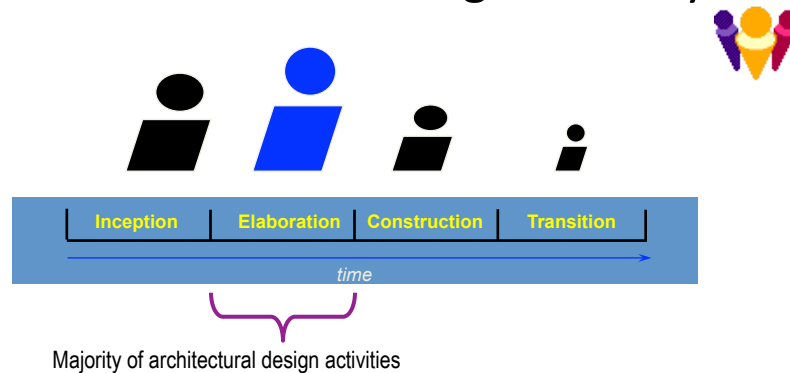 Inception Elaboration Construction Transition
time
Majority of architectural design activities